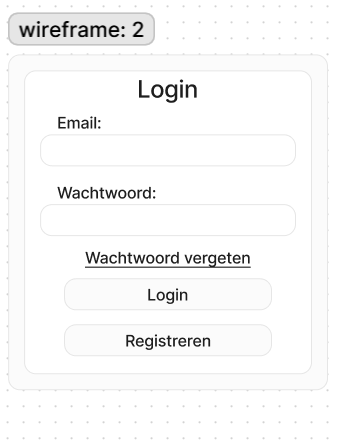 wireframe: 2
Login
Email:
Wachtwoord:
Wachtwoord vergeten
Login
Registreren